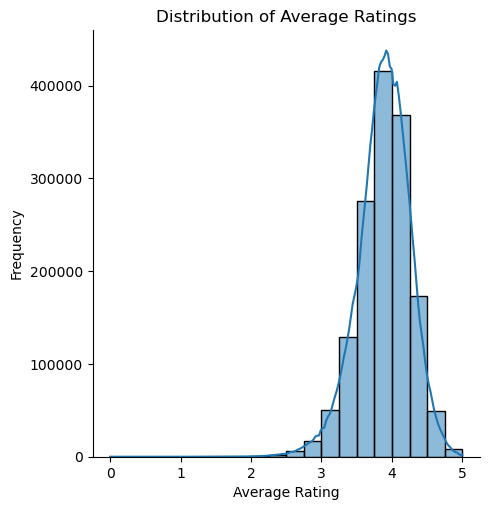 Distribution of Average Ratings
400000
300000
200000
100000
0
Frequency
0 1 2 3 4 5
Average Rating